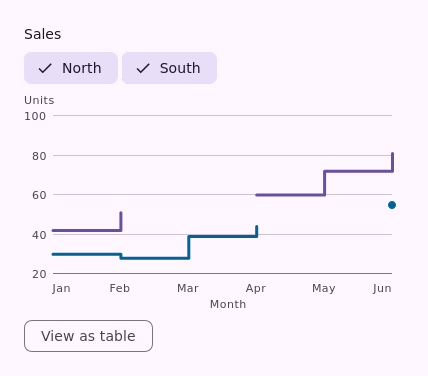 Sales
North South
Units
100
80
60
40
20
Jan Feb Mar Apr May Jun
Month
View as table